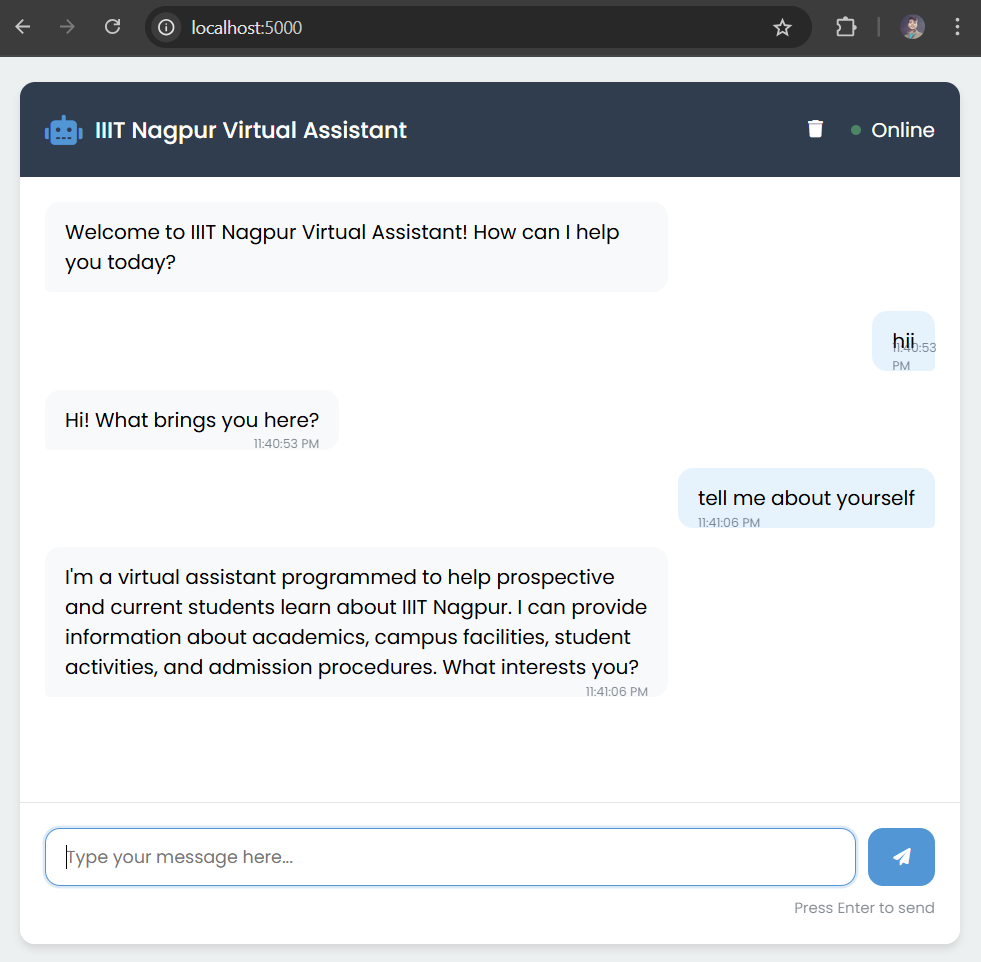 localhost:5000
IIIT Nagpur Virtual Assistant
Online
Welcome to IIIT Nagpur Virtual Assistant! How can I help
you today?
hii
11:40:53
PM
Hi! What brings you here?
11:40:53 PM
tell me about yourself
11:41:06 PM
I'm a virtual assistant programmed to help prospective
and current students learn about IIIT Nagpur. I can provide
information about academics, campus facilities, student
activities, and admission procedures. What interests you?
11:41:06 PM
Type your message here...
Press Enter to send